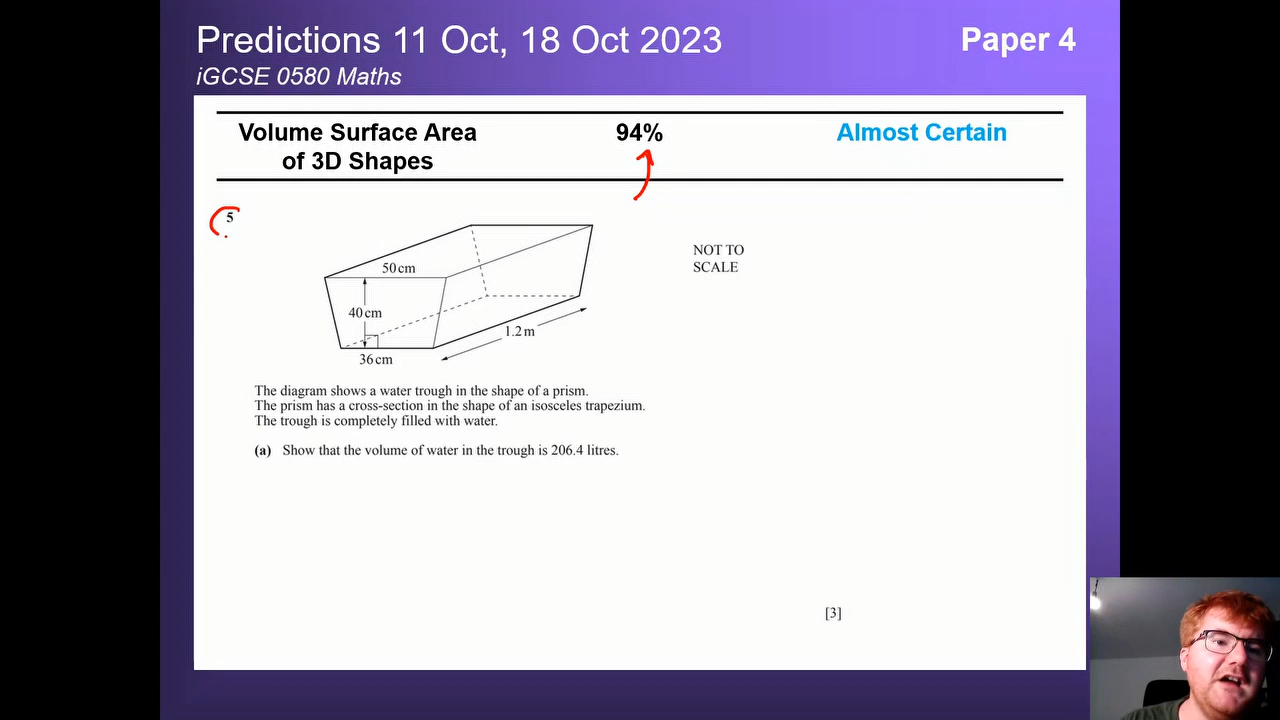 Predictions 11 Oct, 18 Oct 2023
Paper 4
iGCSE 0580 Maths
Volume Surface Area
of 3D Shapes
94%
Almost Certain
5
NOT TO
SCALE
50 cm
40 cm
1.2 m
36 cm
The diagram shows a water trough in the shape of a prism.
The prism has a cross-section in the shape of an isosceles trapezium.
The trough is completely filled with water.
(a) Show that the volume of water in the trough is 206.4 litres.
[3]